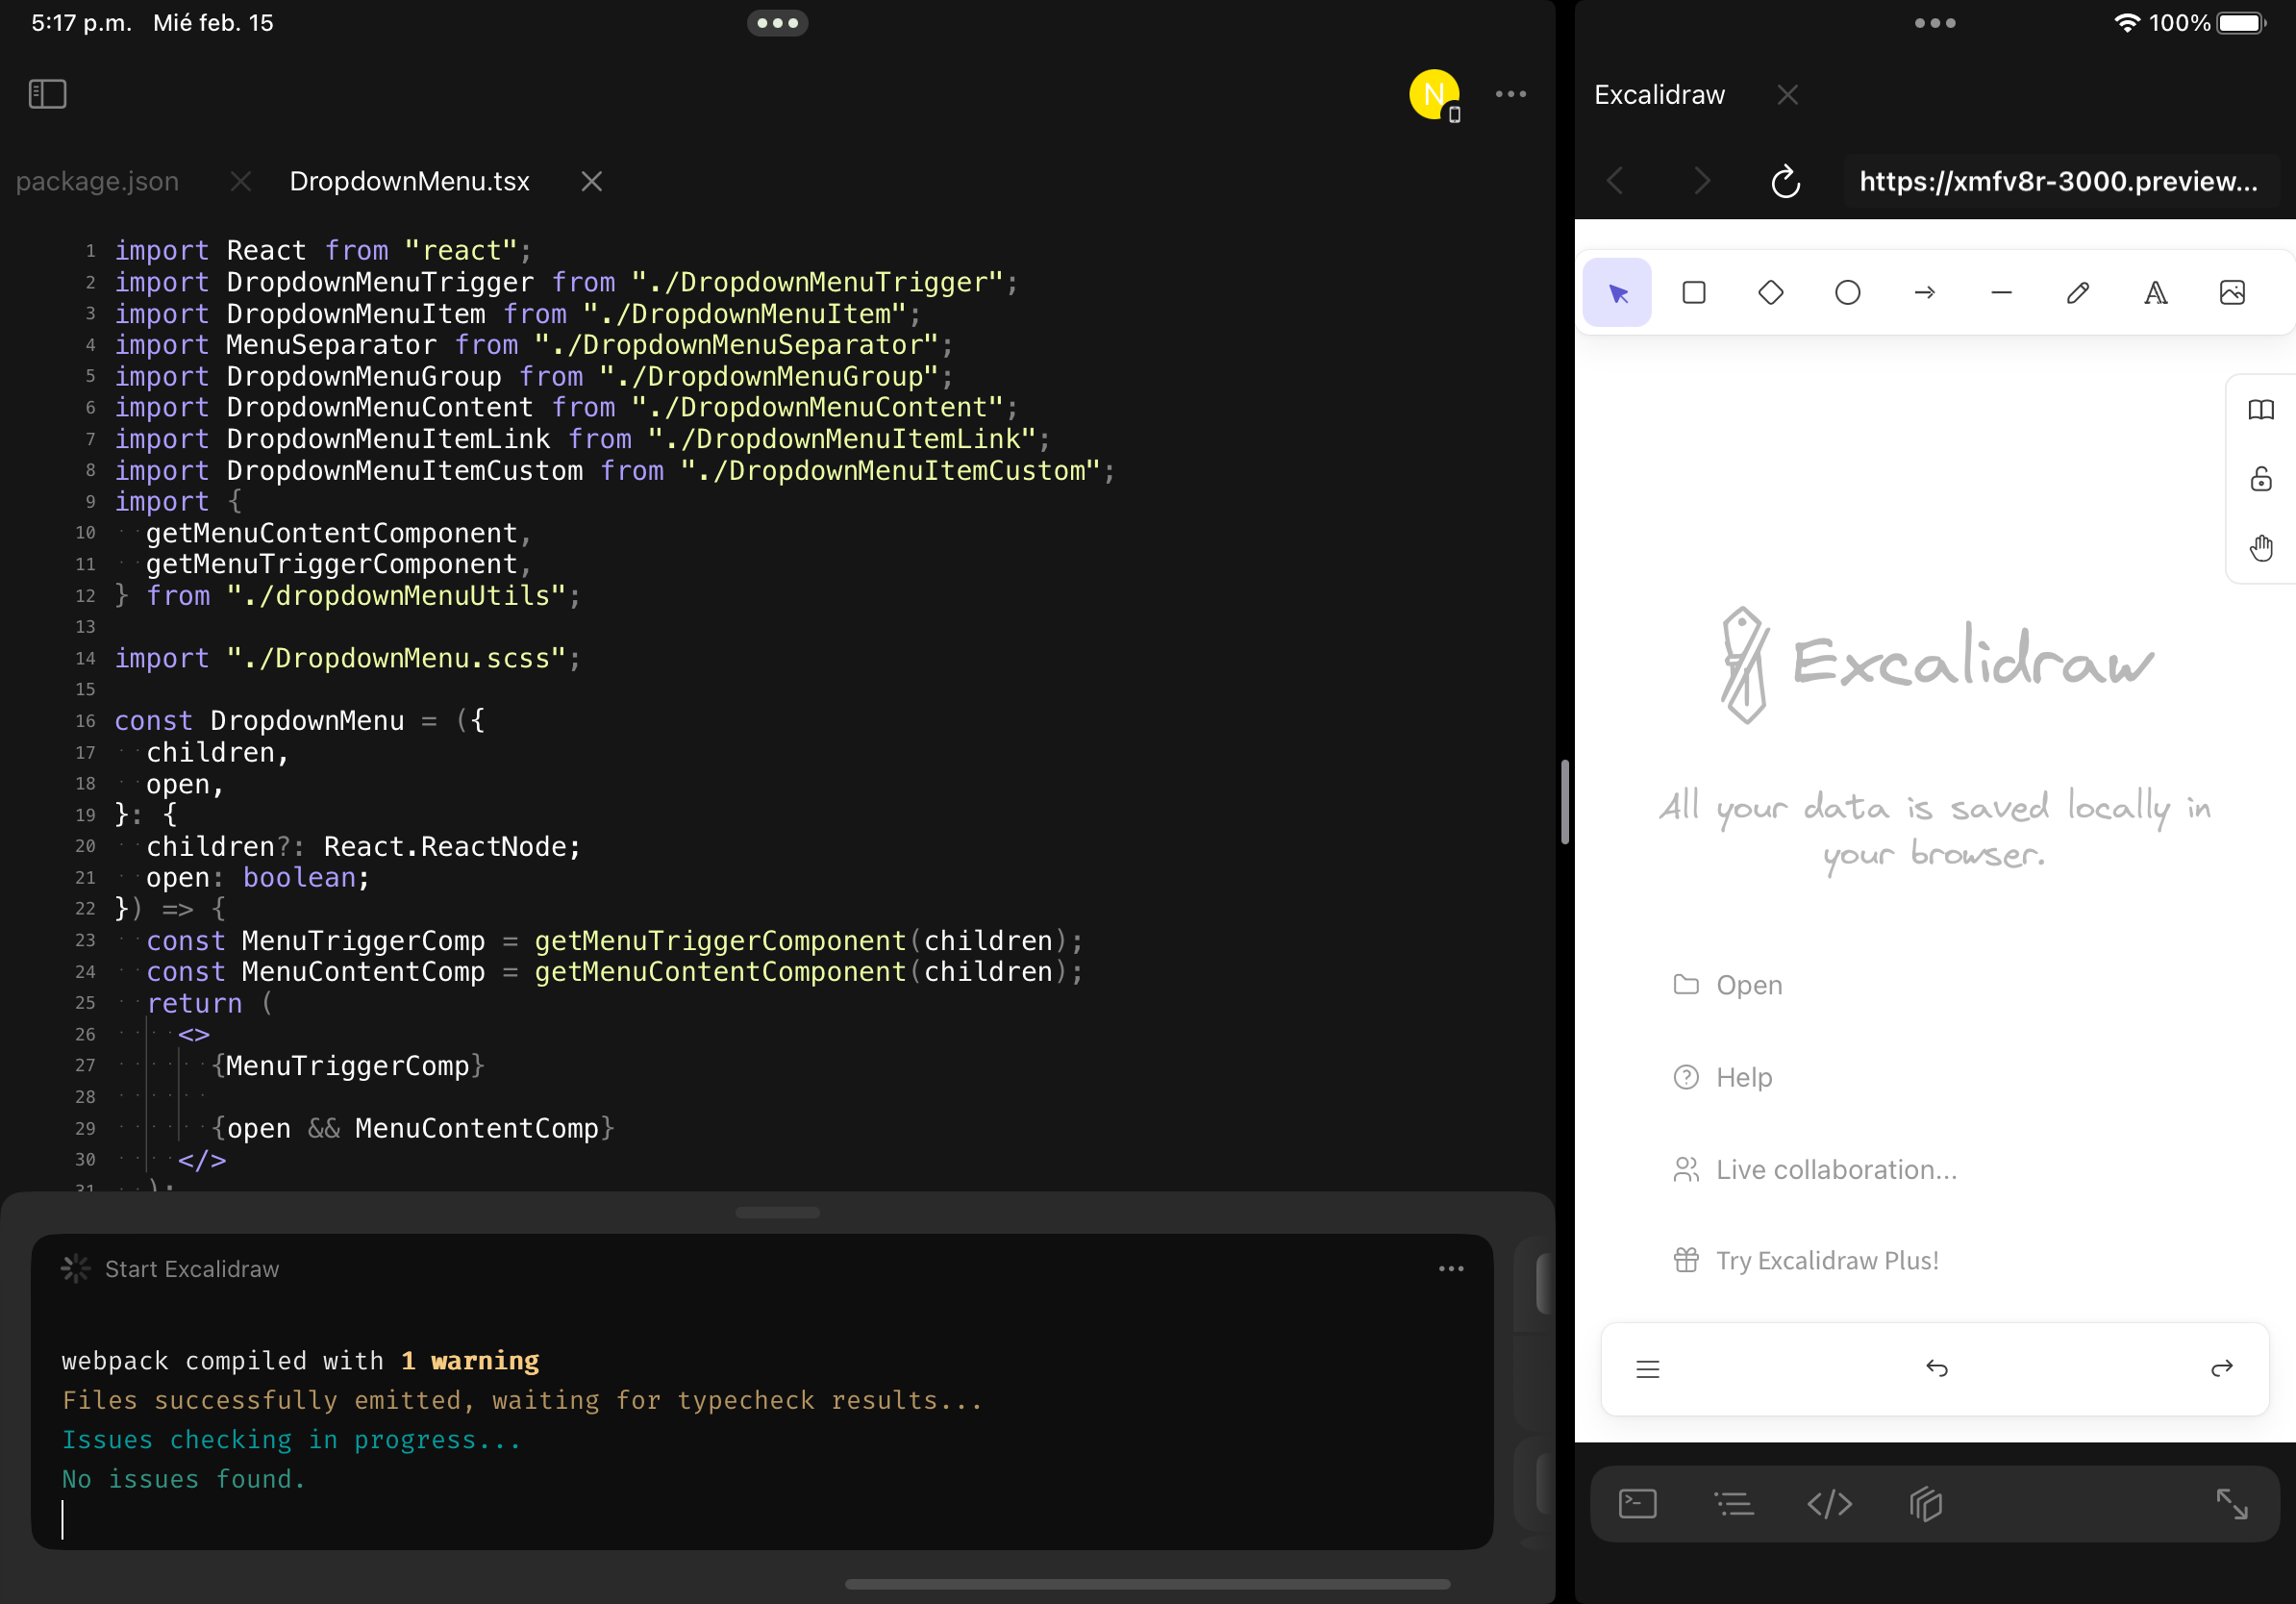 5:17 p.m. Mié feb. 15
100%
N
package.json
DropdownMenu.tsx
1 import React from "react";
2 import DropdownMenuTrigger from "./DropdownMenuTrigger";
3 import DropdownMenuItem from "./DropdownMenuItem";
4 import MenuSeparator from "./DropdownMenuSeparator";
5 import DropdownMenuGroup from "./DropdownMenuGroup";
6 import DropdownMenuContent from "./DropdownMenuContent";
7 import DropdownMenuItemLink from "./DropdownMenuItemLink";
8 import DropdownMenuItemCustom from "./DropdownMenuItemCustom";
9 import {
10 getMenuContentComponent,
11 getMenuTriggerComponent,
12 } from "./dropdownMenuUtils";
13
14 import "./DropdownMenu.scss";
15
16 const DropdownMenu = ({
17 children,
18 open,
19 }: {
20 children?: React.ReactNode;
21 open: boolean;
22 }) => {
23 const MenuTriggerComp = getMenuTriggerComponent(children);
24 const MenuContentComp = getMenuContentComponent(children);
25 return (
26 <>
27 {MenuTriggerComp}
28
29 {open && MenuContentComp}
30 </>
31 );
Start Excalidraw
webpack compiled with 1 warning
Files successfully emitted, waiting for typecheck results...
Issues checking in progress...
No issues found.
Excalidraw
https://xmfv8r-3000.preview...
A
Excalidraw
All your data is saved locally in
your browser.
Open
Help
Live collaboration...
Try Excalidraw Plus!